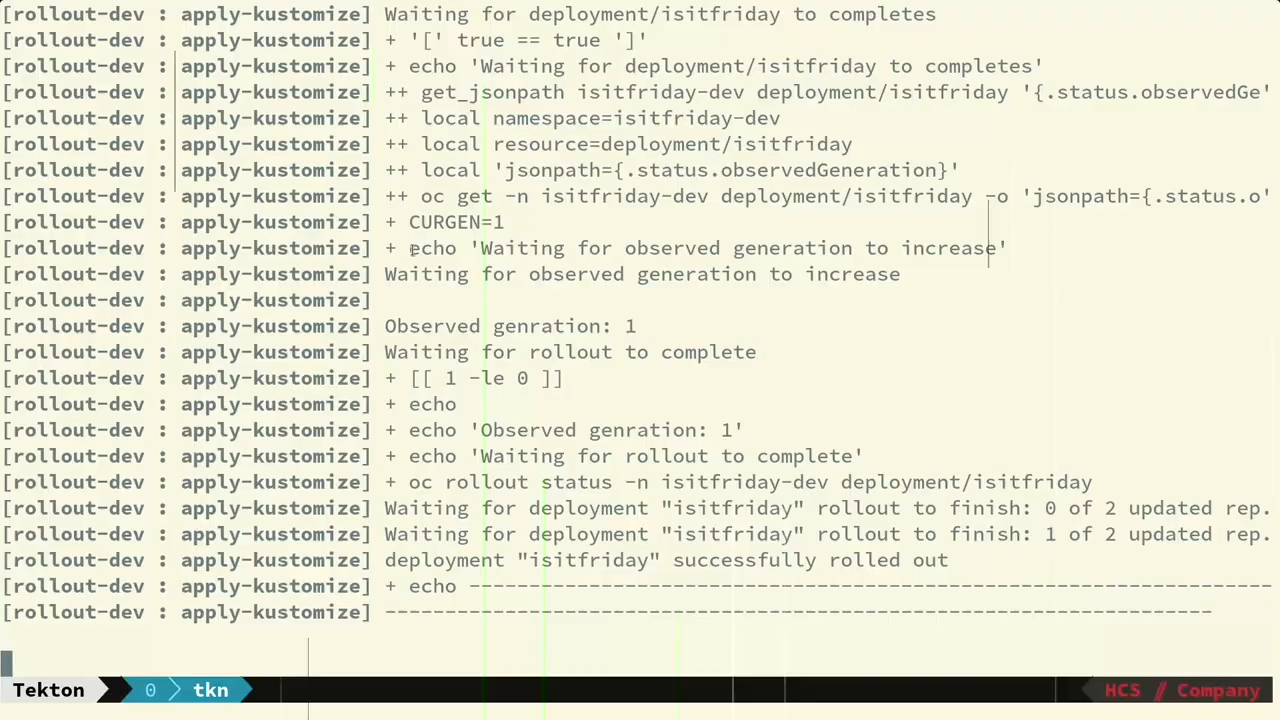 [rollout-dev : apply-kustomize] Waiting for deployment/isitfriday to completes
[rollout-dev : apply-kustomize] + '[' true == true ']'
[rollout-dev : apply-kustomize] + echo 'Waiting for deployment/isitfriday to completes'
[rollout-dev : apply-kustomize] ++ get_jsonpath isitfriday-dev deployment/isitfriday '{.status.observedGe'
[rollout-dev : apply-kustomize] ++ local namespace=isitfriday-dev
[rollout-dev : apply-kustomize] ++ local resource=deployment/isitfriday
[rollout-dev : apply-kustomize] ++ local 'jsonpath={.status.observedGeneration}'
[rollout-dev : apply-kustomize] ++ oc get -n isitfriday-dev deployment/isitfriday -o 'jsonpath={.status.o'
[rollout-dev : apply-kustomize] + CURGEN=1
[rollout-dev : apply-kustomize] + echo 'Waiting for observed generation to increase'
[rollout-dev : apply-kustomize] Waiting for observed generation to increase
[rollout-dev : apply-kustomize]
[rollout-dev : apply-kustomize] Observed genration: 1
[rollout-dev : apply-kustomize] Waiting for rollout to complete
[rollout-dev : apply-kustomize] + [[ 1 -le 0 ]]
[rollout-dev : apply-kustomize] + echo
[rollout-dev : apply-kustomize] + echo 'Observed genration: 1'
[rollout-dev : apply-kustomize] + echo 'Waiting for rollout to complete'
[rollout-dev : apply-kustomize] + oc rollout status -n isitfriday-dev deployment/isitfriday
[rollout-dev : apply-kustomize] Waiting for deployment "isitfriday" rollout to finish: 0 of 2 updated rep.
[rollout-dev : apply-kustomize] Waiting for deployment "isitfriday" rollout to finish: 1 of 2 updated rep.
[rollout-dev : apply-kustomize] deployment "isitfriday" successfully rolled out
[rollout-dev : apply-kustomize] + echo -------------------------------------------------------------------
[rollout-dev : apply-kustomize] ---------------------------------------------------------------------
Tekton 0 tkn HCS // Company